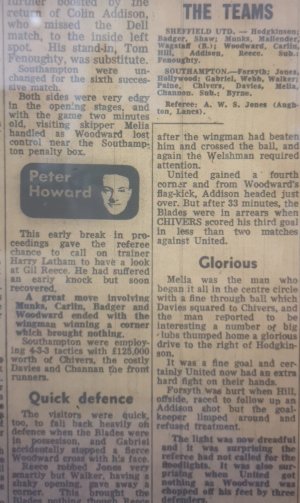 further boosted by the
return of Colin Addison,
who missed the Dell
match, to the inside left
spot. His stand-in, Tom
Fenoughty, was substitute.
Southampton were un-
changed for the sixth succes-
sive match.
Both sides were very edgy
in the opening stages, and
with the game two minutes
old, visiting skipper Melia
handled as Woodward lost
control near the Southamp-
ton penalty box.
Peter
Howard
This early break in pro-
ceedings gave the referee
chance to call on trainer
Harry Latham to have a look
at Gil Reece. He had suffered
an early knock but soon
recovered.
A great move involving
Munks, Carlin, Badger and
Woodward ended with the
wingman winning a corner
which brought nothing.
Southampton were employ-
ing 4-3-3 tactics with £125,000
worth of Chivers, the costly
Davies and Channan the front
runners.
Quick defence
The visitors were quick,
too, to fall back heavily on
defence when the Blades were
in possesison, and Gabriel
accidentally stopped a fierce
Woodward cross with his face.
Reece robbed Jones very
smartly but Walker, having a
shaky opening, gave away a
corner. This brought the
Blades nothing though Reece
THE TEAMS
SHEFFIELD UTD. — Hodgkinson;
Badger, Shaw; Munks, Mallender,
Wagstaff (B.); Woodward, Carlin,
Hill, Addison, Reece. Sub.:
Fenoughty.
SOUTHAMPTON.—Forsyth; Jones,
Hollywood; Gabriel, Webb, Walker;
Paine, Chivers, Davies, Melia,
Channon. Sub.: Byrne.
Referee: A. W. S. Jones (Angh-
ton, Lancs).
after the wingman had beaten
him and crossed the ball, and
again the Welshman required
attention.
United gained a fourth
corner and from Woodward's
flag-kick, Addison headed just
over. But after 33 minutes, the
Blades were in arrears when
CHIVERS scored his third goal
in less than two matches
against United.
Glorious
Melia was the man who
began it all in the centre circle
with a fine through ball which
Davies squared to Chivers, and
the man reported to be
interesting a number of big
clubs thumped home a glorious
drive to the right of Hodgkin-
son.
It was a fine goal and cer-
tainly United now had an extra
hard fight on their hands.
Forsyth was hurt when Hill,
offside, raced to follow up an
Addison shot but the goal-
keeper limped around and
refused treatment.
The light was now dreadful
and it was surprising the
referee had not called for the
floodlights. It was also sur-
prising when United got
nothing as Woodward was
chopped off his feet by three